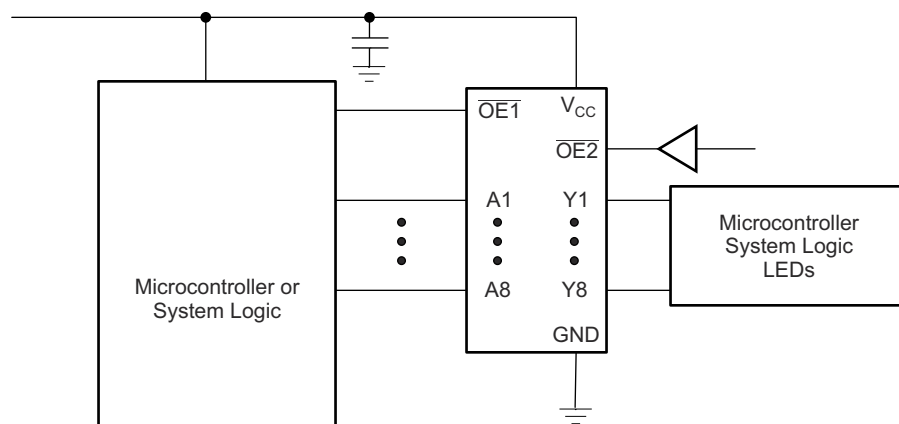 OE1
VCC
OE2
A1
Y1
A8
Y8
GND
Microcontroller or
System Logic
Microcontroller
System Logic
LEDs